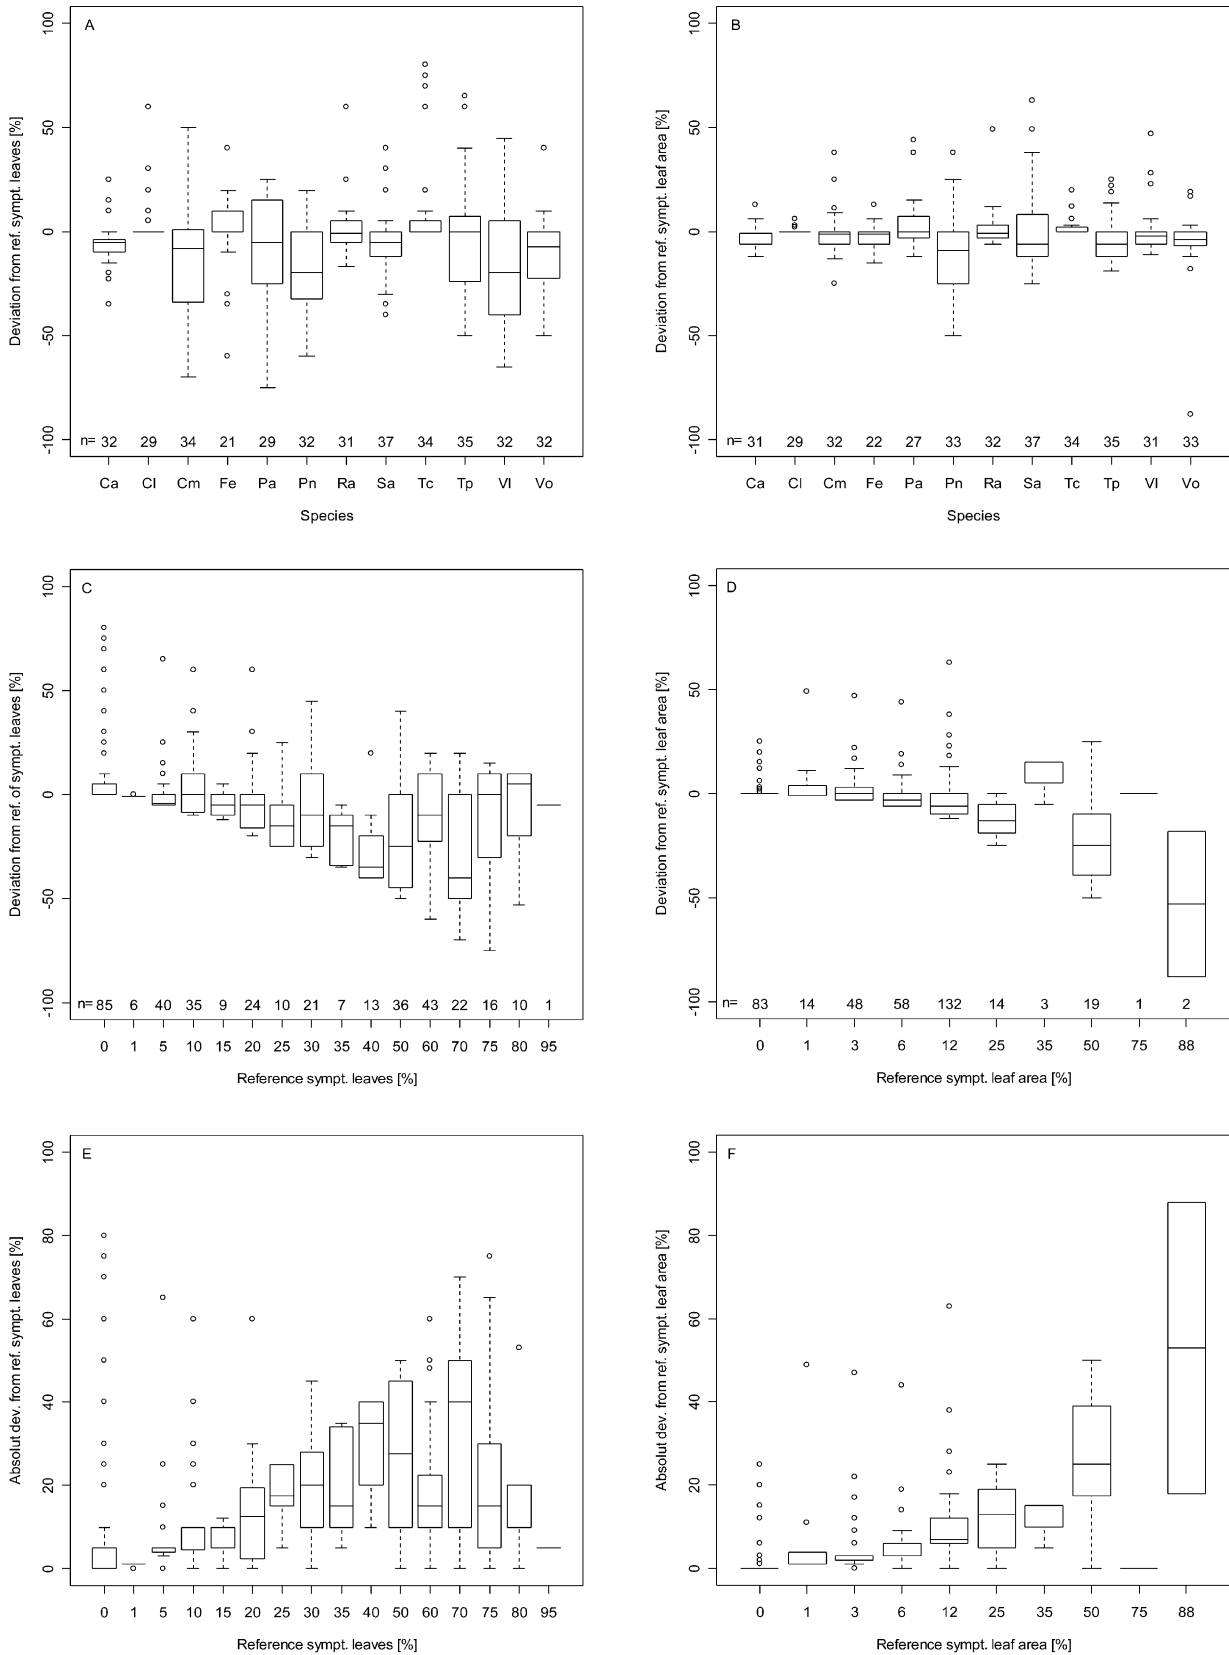 A
Deviation from ref. sympt. leaves [%]
100
50
0
-50
-100
n= 32 29 34 21 29 32 31 37 34 35 32 32
Ca Cl Cm Fe Pa Pn Ra Sa Tc Tp Vl Vo
Species
B
Deviation from ref. sympt. leaf area [%]
100
50
0
-50
-100
n= 31 29 32 22 27 33 32 37 34 35 31 33
Ca Cl Cm Fe Pa Pn Ra Sa Tc Tp Vl Vo
Species
C
Deviation from ref. of sympt. leaves [%]
100
50
0
-50
-100
n= 85 6 40 35 9 24 10 21 7 13 36 43 22 16 10 1
0 1 5 10 15 20 25 30 35 40 50 60 70 75 80 95
Reference sympt. leaves [%]
D
Deviation from ref. sympt. leaf area [%]
100
50
0
-50
-100
n= 83 14 48 58 132 14 3 19 1 2
0 1 3 6 12 25 35 50 75 88
Reference sympt. leaf area [%]
E
Absolut dev. from ref. sympt. leaves [%]
100
80
60
40
20
0
0 1 5 10 15 20 25 30 35 40 50 60 70 75 80 95
Reference sympt. leaves [%]
F
Absolut dev. from ref. sympt. leaf area [%]
100
80
60
40
20
0
0 1 3 6 12 25 35 50 75 88
Reference sympt. leaf area [%]